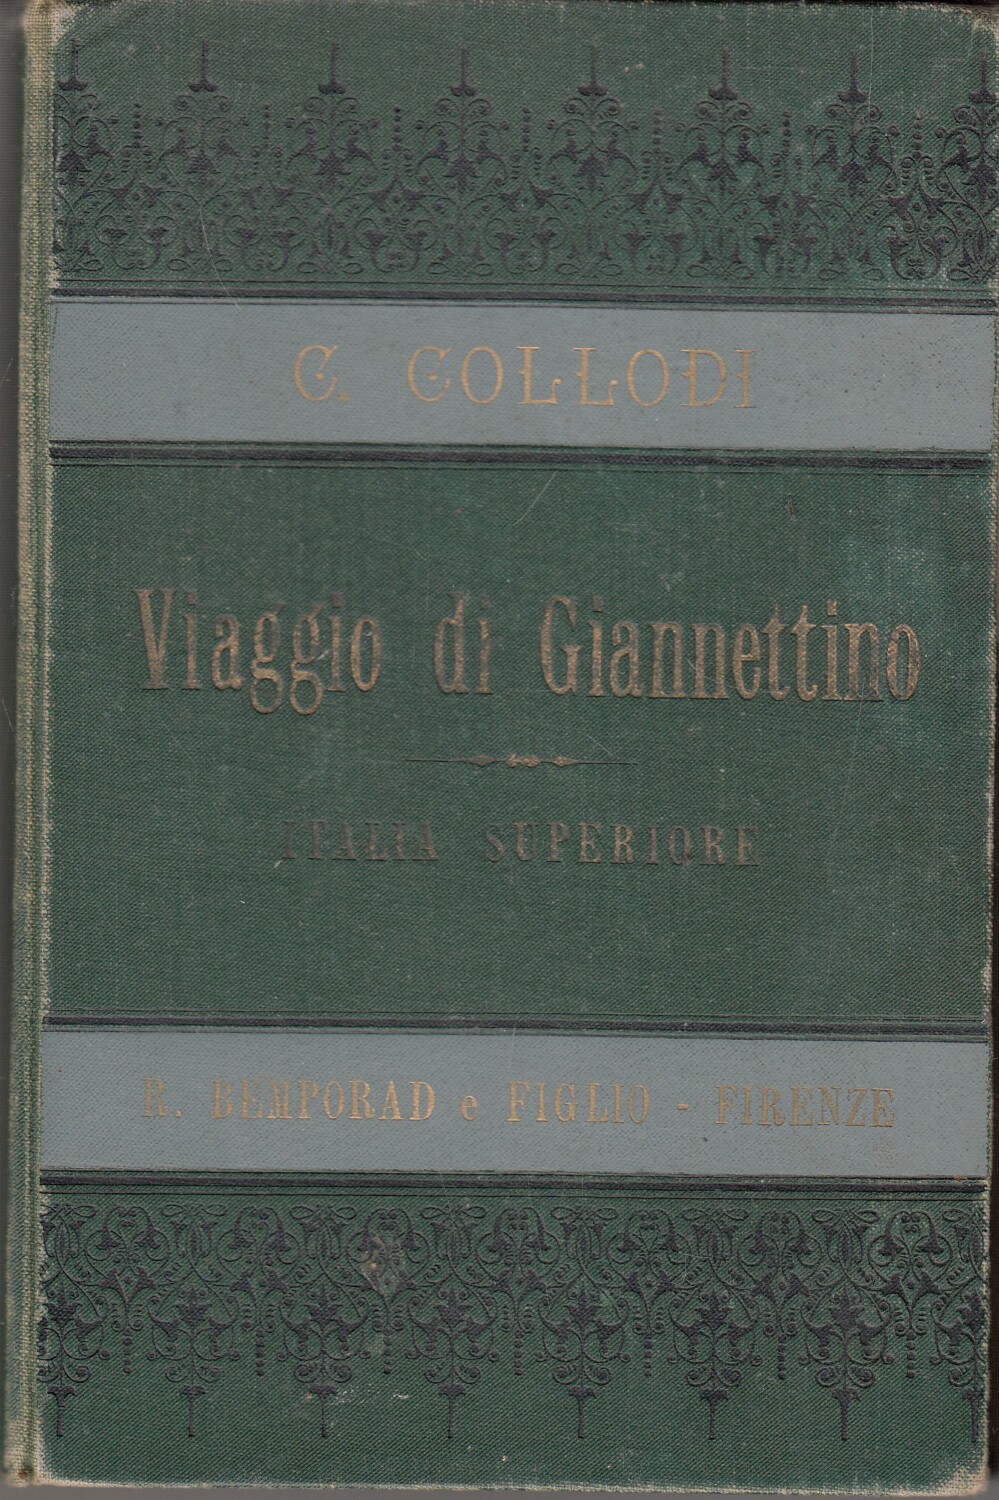 C. COLLODI
Viaggio di Giannettino
ITALIA SUPERIORE
R. BEMPORAD e FIGLIO - FIRENZE